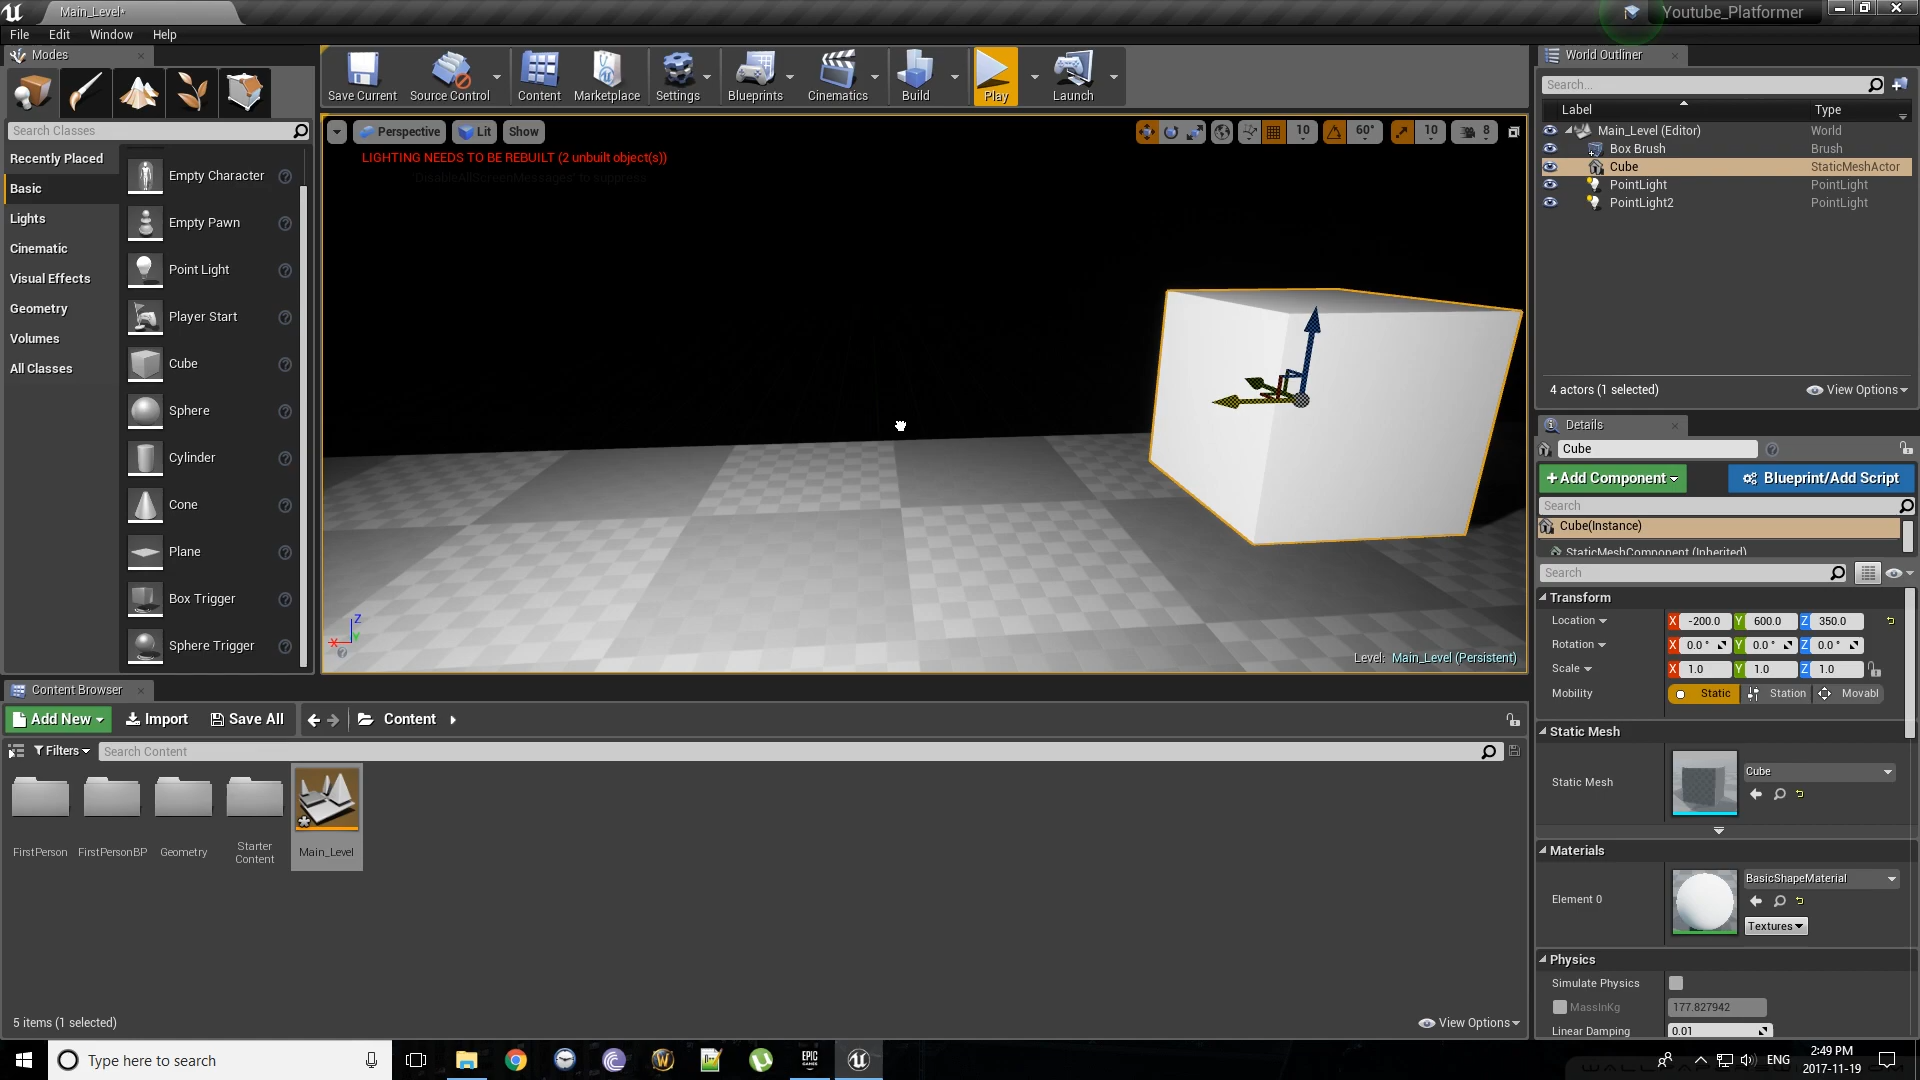 Main_Level•
Youtube_Platformer
File Edit Window Help
Modes
Search Classes
Recently Placed
Basic
Lights
Cinematic
Visual Effects
Geometry
Volumes
All Classes
Empty Character
Empty Pawn
Point Light
Player Start
Cube
Sphere
Cylinder
Cone
Plane
Box Trigger
Sphere Trigger
Save Current Source Control Content Marketplace Settings Blueprints Cinematics Build Play Launch
Perspective Lit Show
10 60° 10 8
LIGHTING NEEDS TO BE REBUILT (2 unbuilt object(s))
'DisableAllScreenMessages' to suppress
Z
X Y
Level: Main_Level (Persistent)
World Outliner
Search...
Label Type
Main_Level (Editor) World
Box Brush Brush
Cube StaticMeshActor
PointLight PointLight
PointLight2 PointLight
4 actors (1 selected) View Options
Details
Cube
+Add Component Blueprint/Add Script
Search
Cube(Instance)
StaticMeshComponent (Inherited)
Search
Transform
Location X -200.0 Y 600.0 Z 350.0
Rotation X 0.0 ° Y 0.0 ° Z 0.0 °
Scale X 1.0 Y 1.0 Z 1.0
Mobility Static Station Movabl
Static Mesh
Static Mesh Cube
Materials
Element 0 BasicShapeMaterial
Textures
Physics
Simulate Physics
MassInKg 177.827942
Linear Damping 0.01
Content Browser
Add New Import Save All Content
Filters Search Content
FirstPerson FirstPersonBP Geometry Starter Content Main_Level
5 items (1 selected) View Options
Type here to search
EPIC GAMES
ENG
2:49 PM
2017-11-19